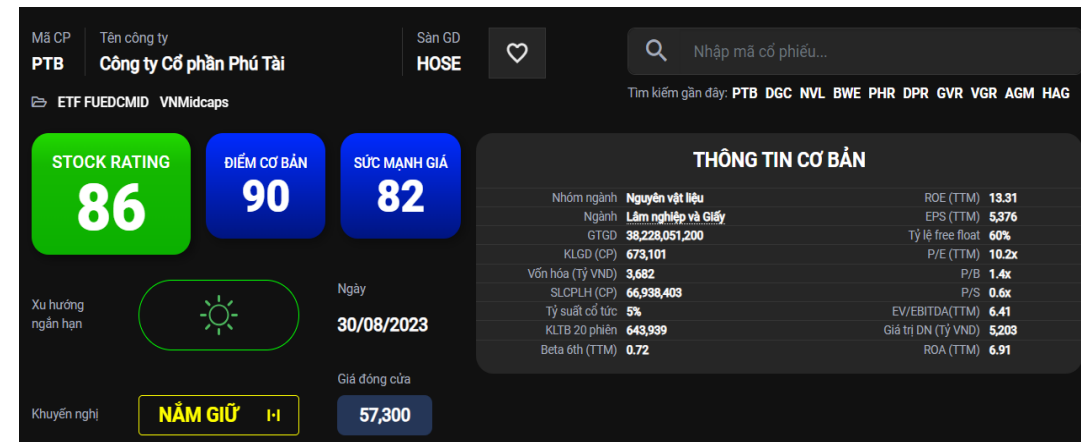 Mã CP Tên công ty Sàn GD
PTB Công ty Cổ phần Phú Tài HOSE
Nhập mã cổ phiếu...
ETF FUEDCMID VNMidcaps
Tìm kiếm gần đây: PTB DGC NVL BWE PHR DPR GVR VGR AGM HAG
STOCK RATING
86
ĐIỂM CƠ BẢN
90
SỨC MẠNH GIÁ
82
THÔNG TIN CƠ BẢN
Nhóm ngành Nguyên vật liệu ROE (TTM) 13.31
Ngành Lâm nghiệp và Giấy EPS (TTM) 5,376
GTGD 38,228,051,200 Tỷ lệ free float 60%
KLGD (CP) 673,101 P/E (TTM) 10.2x
Vốn hóa (Tỷ VND) 3,682 P/B 1.4x
SLCPLH (CP) 66,938,403 P/S 0.6x
Tỷ suất cổ tức 5% EV/EBITDA(TTM) 6.41
KLTB 20 phiên 643,939 Giá trị DN (Tỷ VND) 5,203
Beta 6th (TTM) 0.72 ROA (TTM) 6.91
Xu hướng
ngắn hạn
Ngày
30/08/2023
Giá đóng cửa
57,300
Khuyến nghị NẮM GIỮ